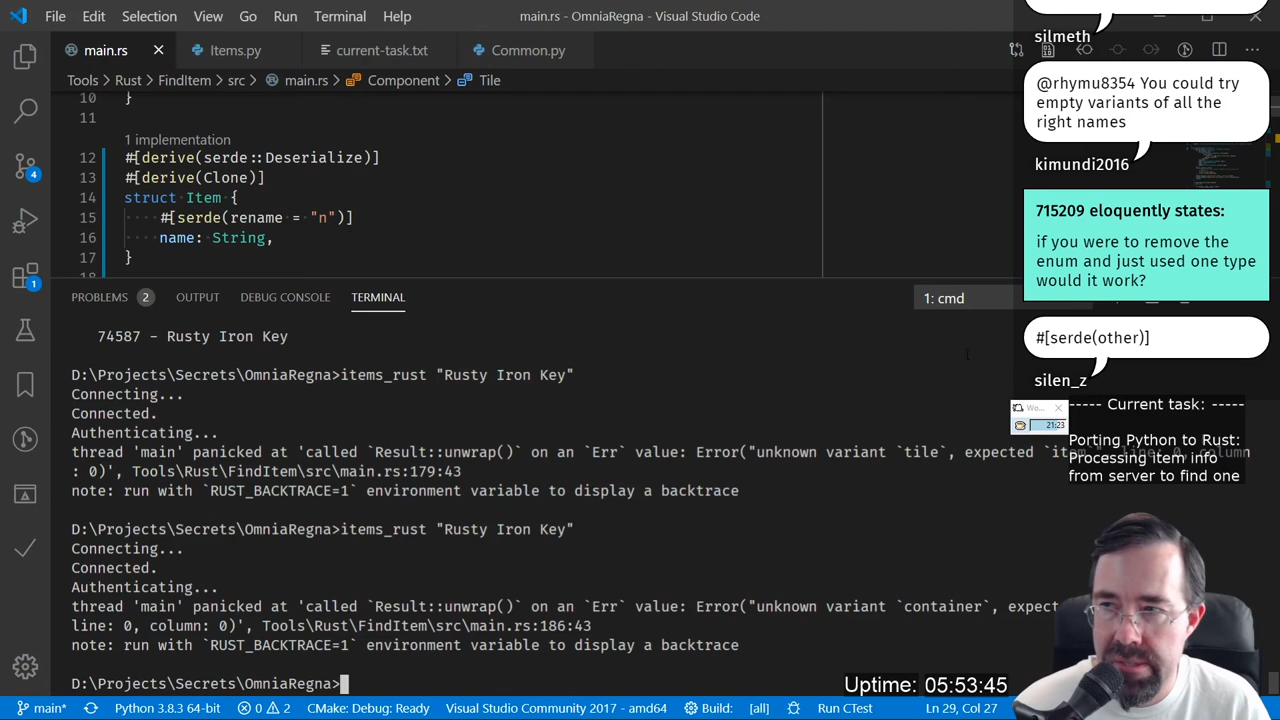 File Edit Selection View Go Run Terminal Help
main.rs - OmniaRegna - Visual Studio Code
main.rs Items.py current-task.txt Common.py
Tools > Rust > FindItem > src > main.rs > Component > Tile
10 }
11
1 implementation
12 #[derive(serde::Deserialize)]
13 #[derive(Clone)]
14 struct Item {
15 ····#[serde(rename = "n")]
16 ····name: String,
17 }
18
PROBLEMS 2 OUTPUT DEBUG CONSOLE TERMINAL
1: cmd
74587 - Rusty Iron Key
D:\Projects\Secrets\OmniaRegna>items_rust "Rusty Iron Key"
Connecting...
Connected.
Authenticating...
thread 'main' panicked at 'called `Result::unwrap()` on an `Err` value: Error("unknown variant `tile`, expected `item`", line: 0, column
: 0)', Tools\Rust\FindItem\src\main.rs:179:43
note: run with `RUST_BACKTRACE=1` environment variable to display a backtrace
D:\Projects\Secrets\OmniaRegna>items_rust "Rusty Iron Key"
Connecting...
Connected.
Authenticating...
thread 'main' panicked at 'called `Result::unwrap()` on an `Err` value: Error("unknown variant `container`, expect
line: 0, column: 0)', Tools\Rust\FindItem\src\main.rs:186:43
note: run with `RUST_BACKTRACE=1` environment variable to display a backtrace
D:\Projects\Secrets\OmniaRegna>
silmeth
@rhymu8354 You could try
empty variants of all the
right names
kimundi2016
715209 eloquently states:
if you were to remove the
enum and just used one type
would it work?
#[serde(other)]
silen_z
Wo...
21:23
----- Current task: -----
Porting Python to Rust:
Processing item info
from server to find one
Uptime: 05:53:45
4
1
main* Python 3.8.3 64-bit 0 2 CMake: Debug: Ready Visual Studio Community 2017 - amd64 Build: [all] Run CTest Ln 29, Col 27